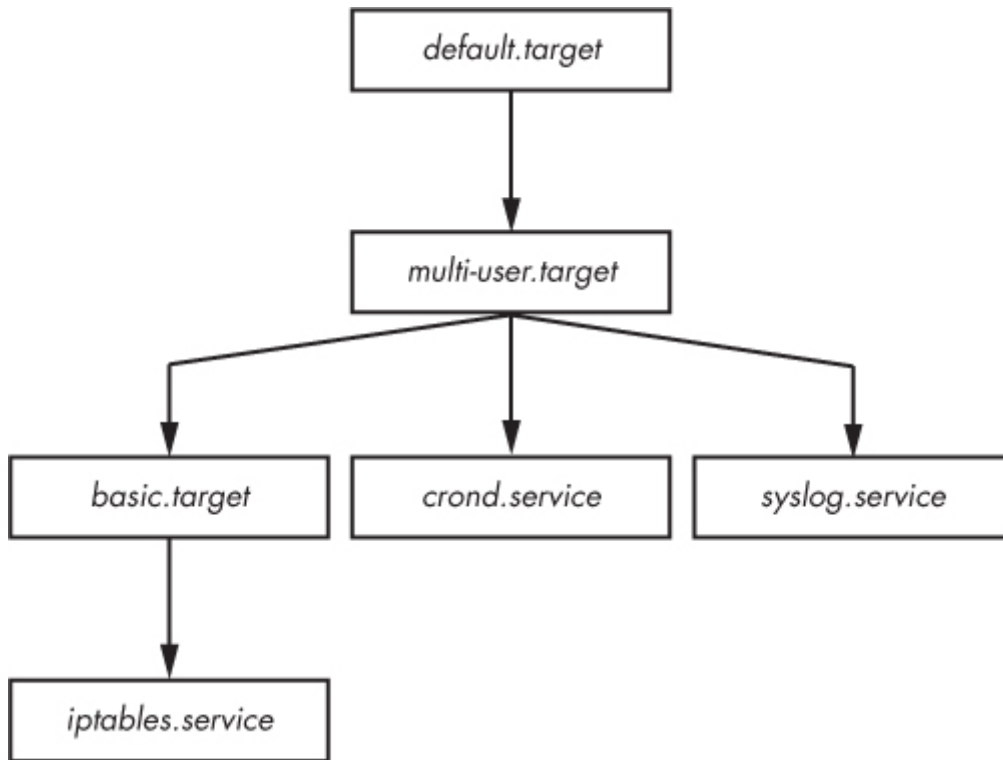 default.target
multi-user.target
basic.target
crond.service
syslog.service
iptables.service